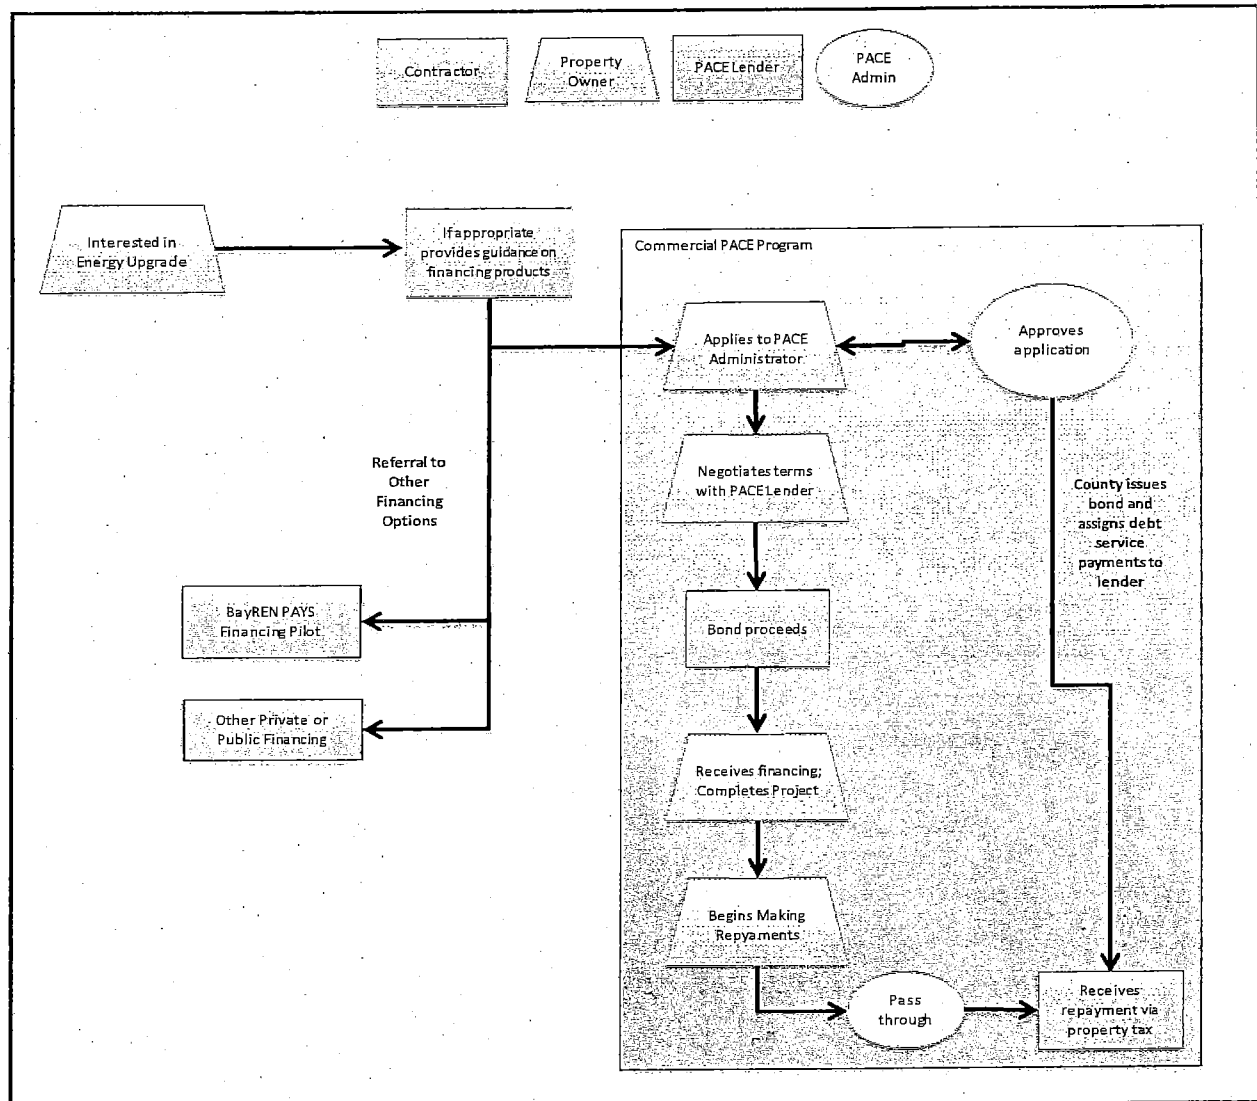 Contractor
Property
Owner
PACE Lender
PACE
Admin
Interested in
Energy Upgrade
If appropriate
provides guidance on
financing products
Commercial PACE Program
Applies to PACE
Administrator
Approves
application
Referral to
Other
Financing
Options
Negotiates terms
with PACE Lender
County issues
bond and
assigns debt
service
payments to
lender
BayREN PAYS
Financing Pilot
Bond proceeds
Other Private or
Public Financing
Receives financing;
Completes Project
Begins Making
Repyaments
Pass
through
Receives
repayment via
property tax